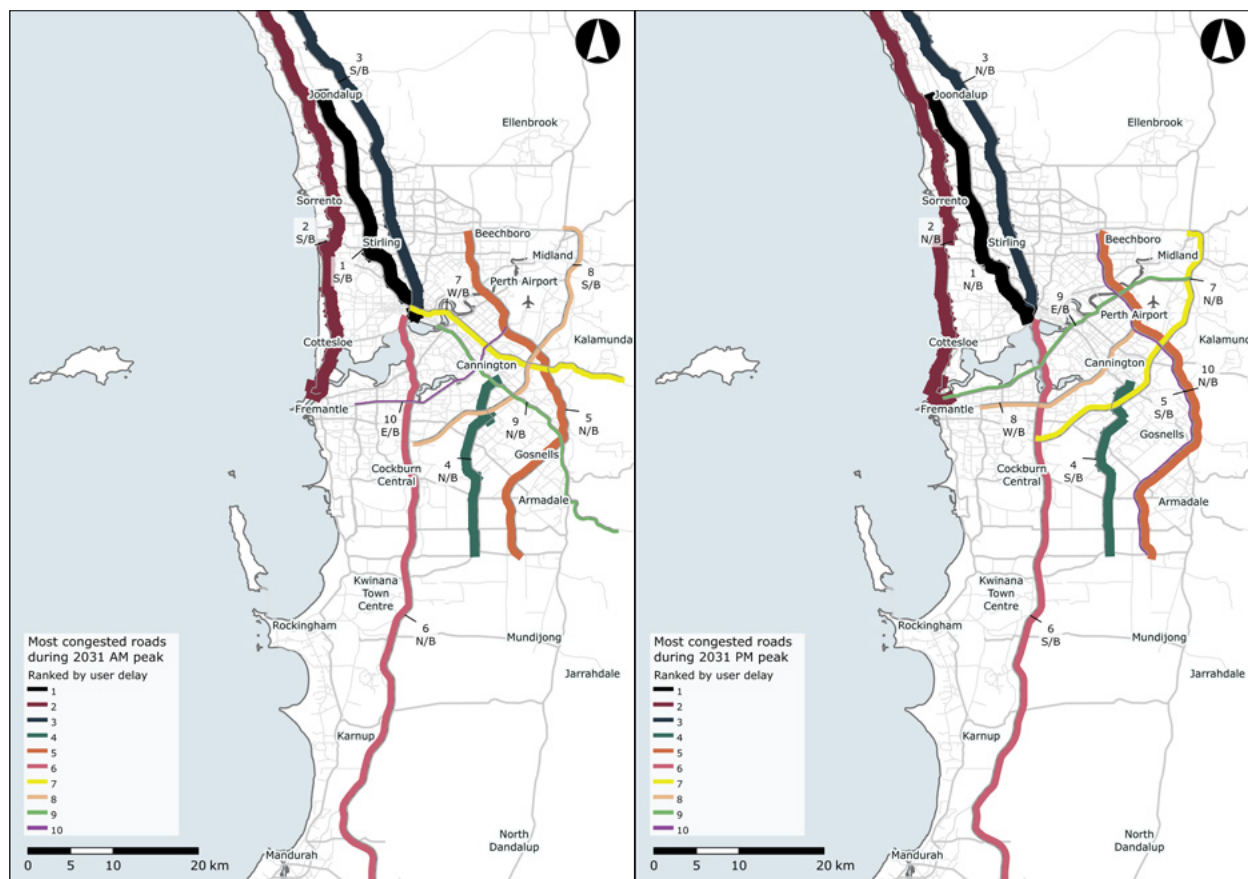 3
S/B
Joondalup
Ellenbrook
Sorrento
2
S/B
Stirling
1
S/B
Beechboro
Midland
7
W/B
Perth Airport
8
S/B
Kalamunda
Cottesloe
Cannington
Fremantle
10
E/B
9
N/B
5
N/B
Gosnells
4
N/B
Cockburn
Central
Armadale
Kwinana
Town
Centre
Rockingham
6
N/B
Mundijong
Jarrahdale
Karnup
North
Dandalup
Mandurah
Most congested roads
during 2031 AM peak
Ranked by user delay
1
2
3
4
5
6
7
8
9
10
0 5 10 20 km
3
N/B
Joondalup
Ellenbrook
Sorrento
2
N/B
Stirling
1
N/B
Beechboro
Midland
9
E/B
7
N/B
Perth Airport
Kalamunda
Cottesloe
Cannington
10
N/B
Fremantle
8
W/B
5
S/B
Gosnells
4
S/B
Cockburn
Central
Armadale
Kwinana
Town
Centre
Rockingham
6
S/B
Mundijong
Jarrahdale
Karnup
North
Dandalup
Mandurah
Most congested roads
during 2031 PM peak
Ranked by user delay
1
2
3
4
5
6
7
8
9
10
0 5 10 20 km